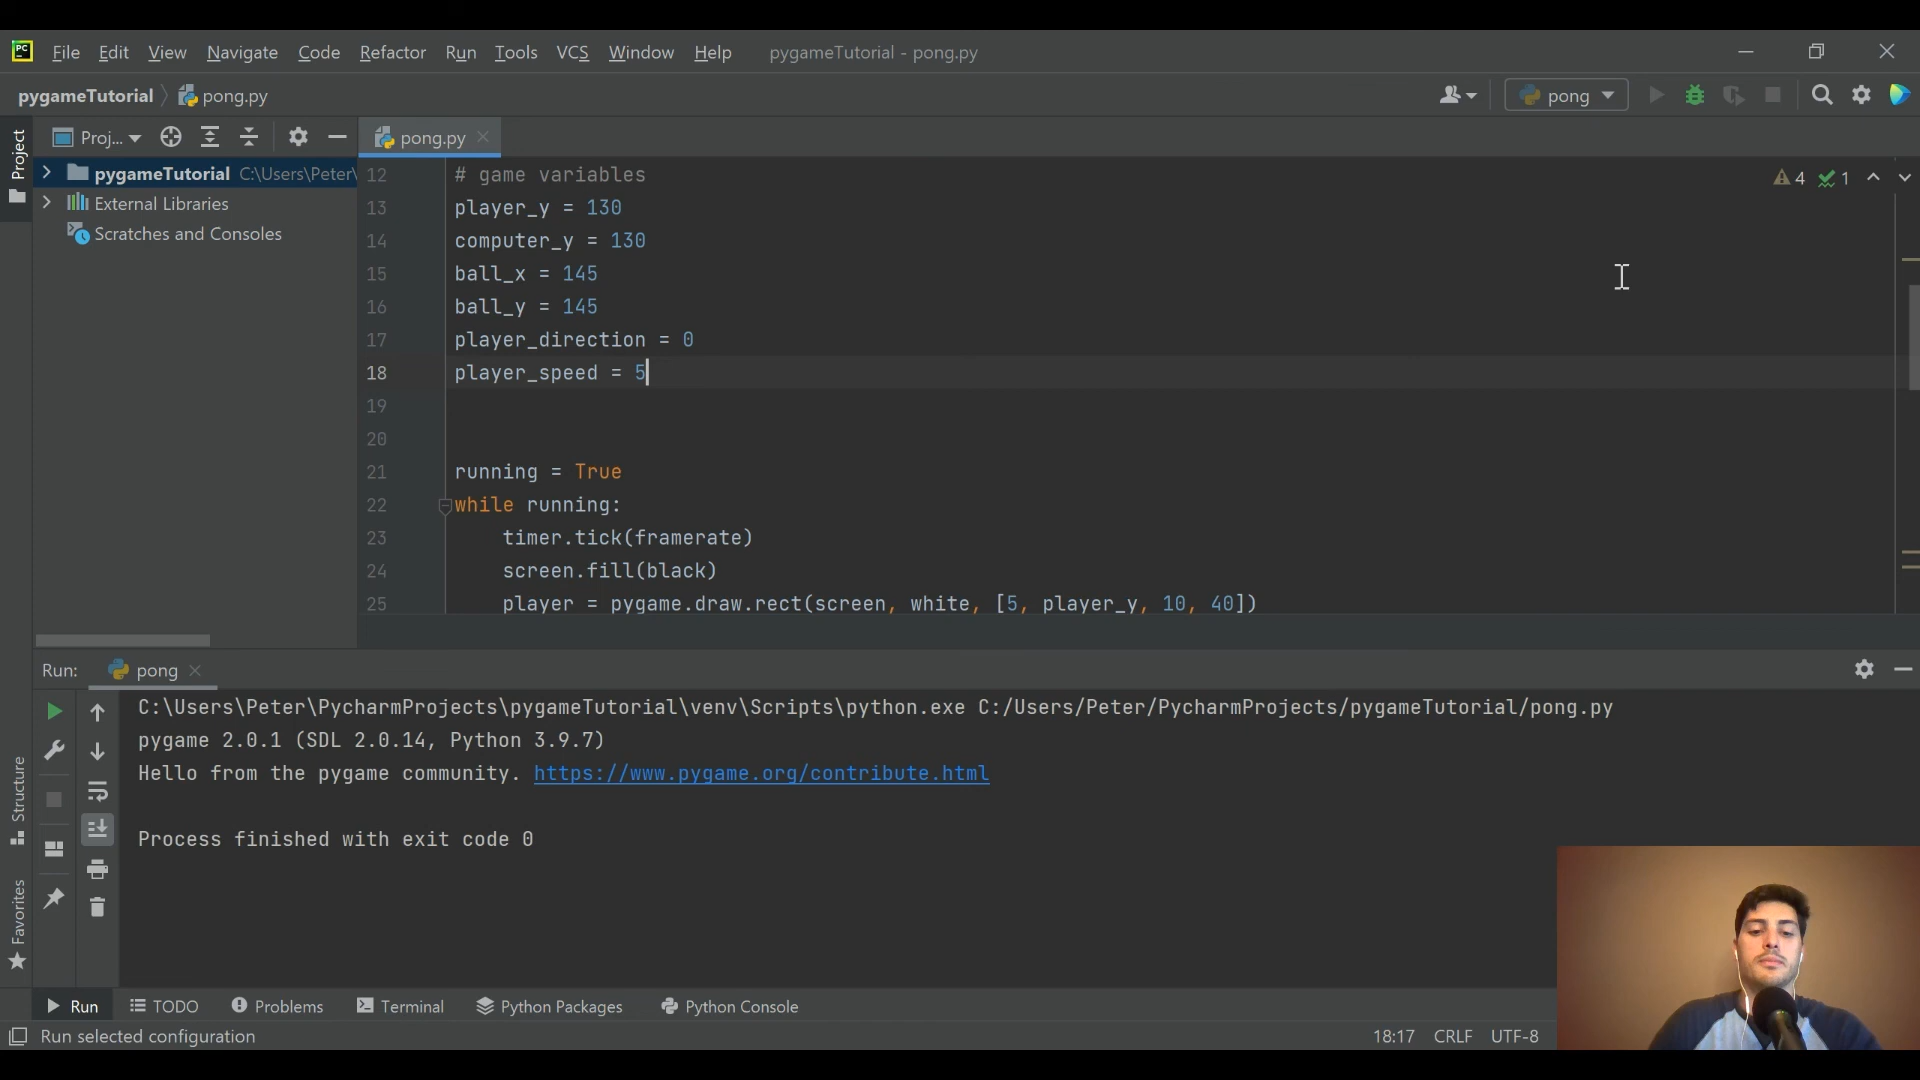 PC File Edit View Navigate Code Refactor Run Tools VCS Window Help pygameTutorial - pong.py
pygameTutorial pong.py pong
Project
Proj... pong.py
pygameTutorial C:\Users\Peter\
External Libraries
Scratches and Consoles
4 1
12 # game variables
13 player_y = 130
14 computer_y = 130
15 ball_x = 145
16 ball_y = 145
17 player_direction = 0
18 player_speed = 5
19
20
21 running = True
22 while running:
23 timer.tick(framerate)
24 screen.fill(black)
25 player = pygame.draw.rect(screen, white, [5, player_y, 10, 40])
Run: pong
C:\Users\Peter\PycharmProjects\pygameTutorial\venv\Scripts\python.exe C:/Users/Peter/PycharmProjects/pygameTutorial/pong.py
pygame 2.0.1 (SDL 2.0.14, Python 3.9.7)
Hello from the pygame community. https://www.pygame.org/contribute.html
Process finished with exit code 0
Structure
Favorites
Run TODO Problems Terminal Python Packages Python Console
Run selected configuration 18:17 CRLF UTF-8